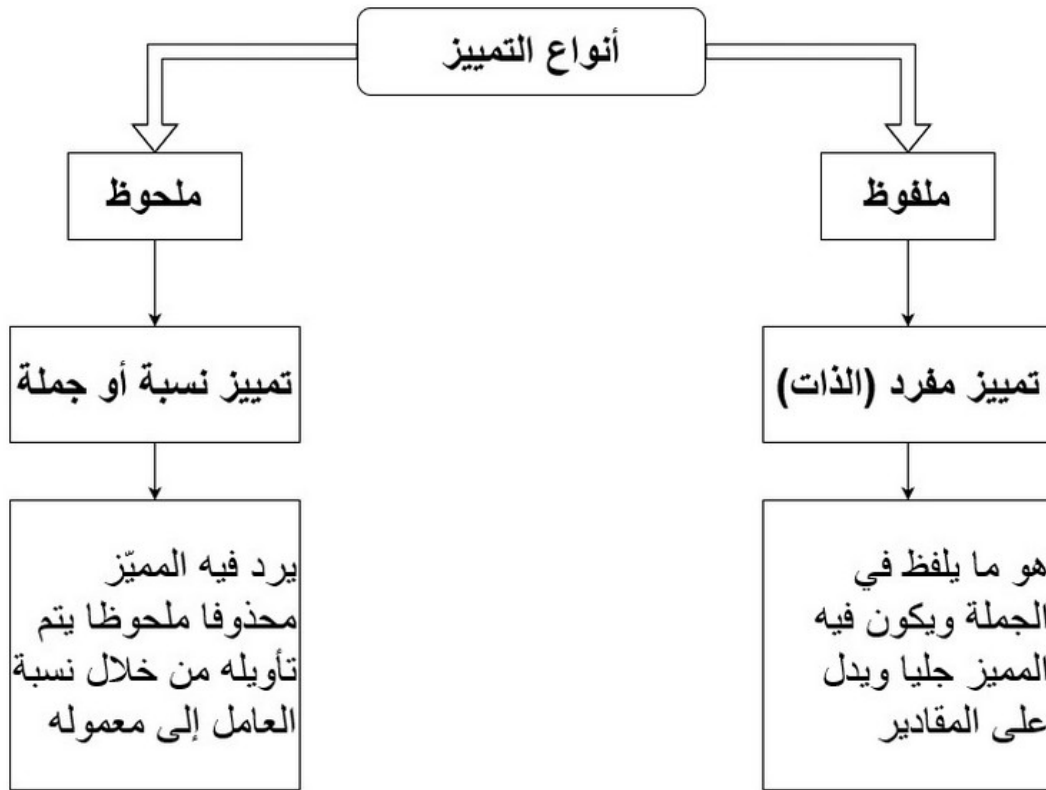 أنواع التمييز
ملفوظ
ملحوظ
تمييز مفرد (الذات)
تمييز نسبة أو جملة
هو ما يلفظ في
الجملة ويكون فيه
المميز جليا ويدل
على المقادير
يرد فيه المميّز
محذوفا ملحوظا يتم
تأويله من خلال نسبة
العامل إلى معموله